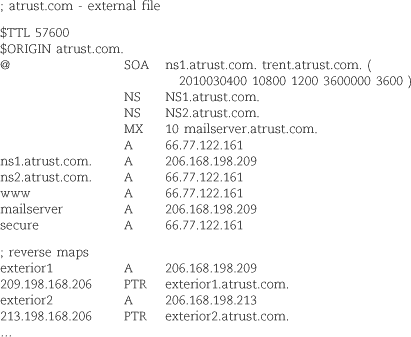 ; atrust.com - external file
$TTL 57600
$ORIGIN atrust.com.
@ SOA ns1.atrust.com. trent.atrust.com. (
2010030400 10800 1200 3600000 3600 )
NS NS1.atrust.com.
NS NS2.atrust.com.
MX 10 mailserver.atrust.com.
A 66.77.122.161
ns1.atrust.com. A 206.168.198.209
ns2.atrust.com. A 66.77.122.161
www A 66.77.122.161
mailserver A 206.168.198.209
secure A 66.77.122.161
; reverse maps
exterior1 A 206.168.198.209
209.198.168.206 PTR exterior1.atrust.com.
exterior2 A 206.168.198.213
213.198.168.206 PTR exterior2.atrust.com.
...